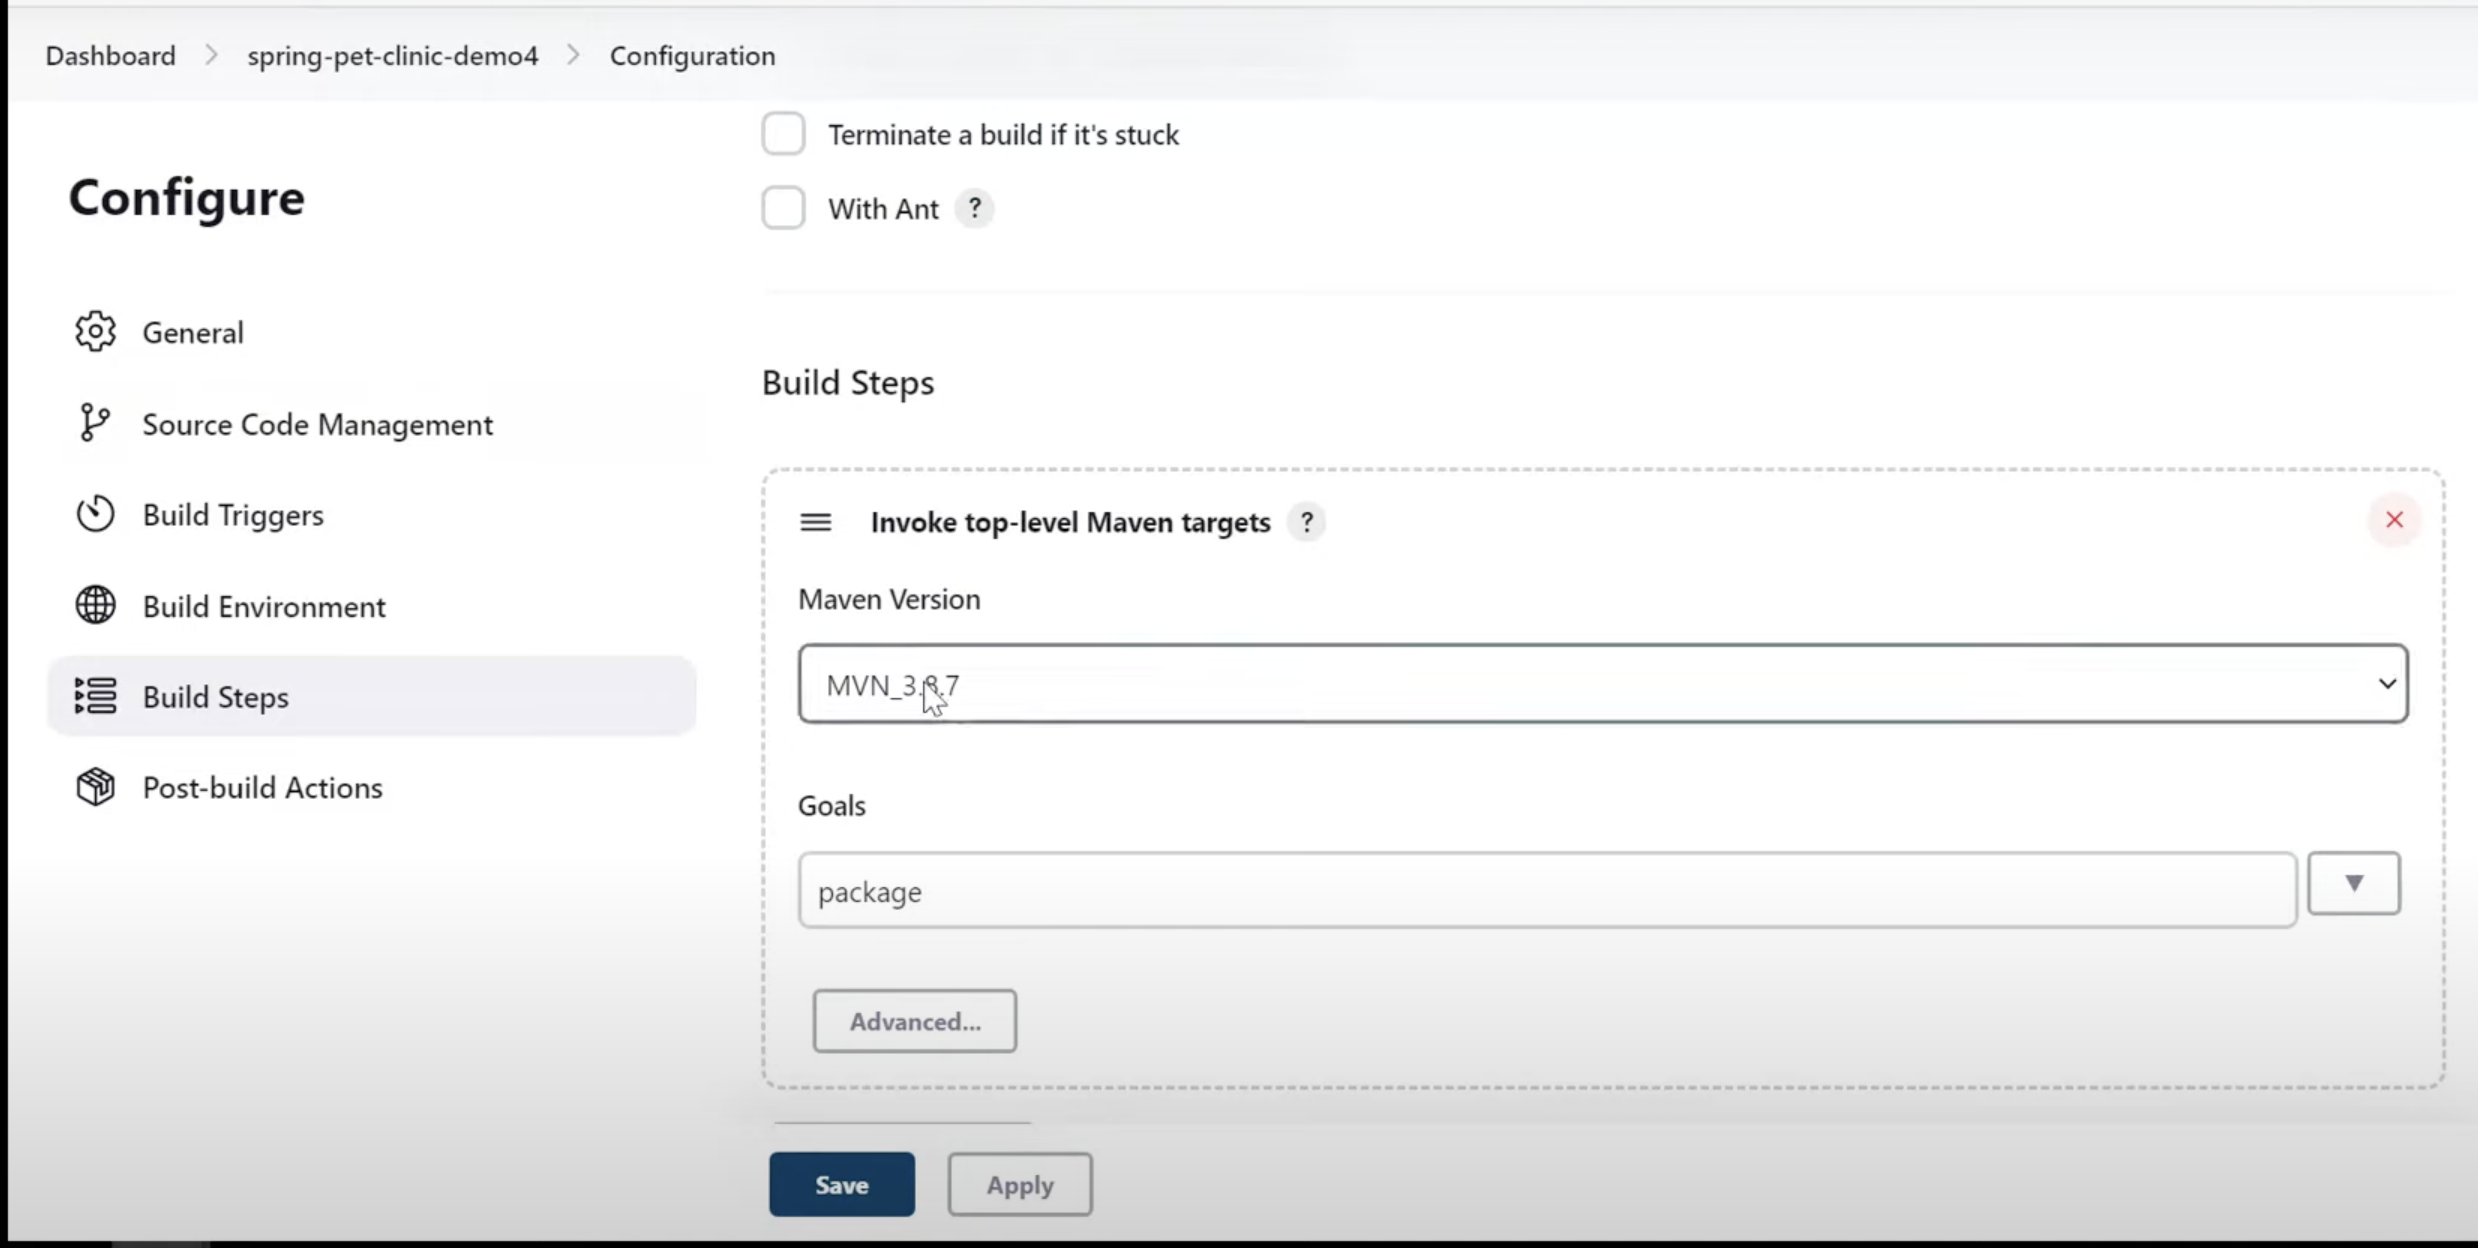 Dashboard > spring-pet-clinic-demo4 > Configuration
Configure
General
Source Code Management
Build Triggers
Build Environment
Build Steps
Post-build Actions
Terminate a build if it's stuck
With Ant ?
Build Steps
Invoke top-level Maven targets ?
Maven Version
MVN_3.8.7
Goals
package
Advanced...
Save
Apply